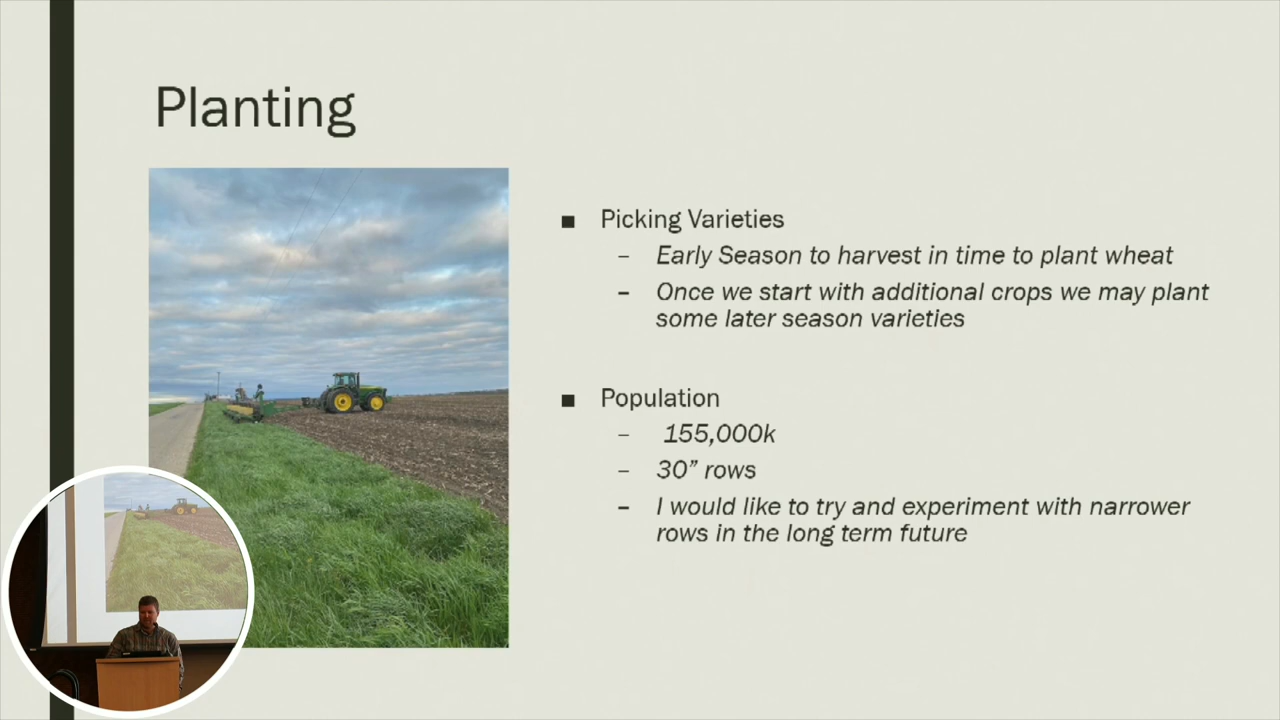 Planting
■ Picking Varieties
– Early Season to harvest in time to plant wheat
– Once we start with additional crops we may plant
some later season varieties
■ Population
– 155,000k
– 30” rows
– I would like to try and experiment with narrower
rows in the long term future